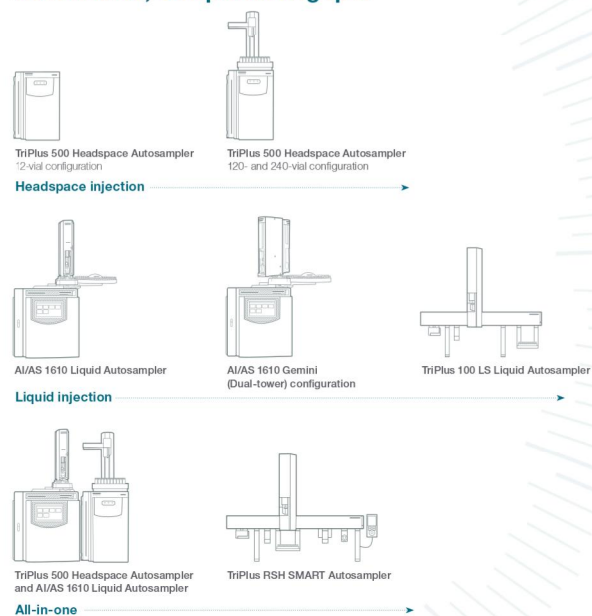 TriPlus 500 Headspace Autosampler
12-vial configuration
TriPlus 500 Headspace Autosampler
120- and 240-vial configuration
Headspace injection
AI/AS 1610 Liquid Autosampler
AI/AS 1610 Gemini
(Dual-tower) configuration
TriPlus 100 LS Liquid Autosampler
Liquid injection
TriPlus 500 Headspace Autosampler
and AI/AS 1610 Liquid Autosampler
TriPlus RSH SMART Autosampler
All-in-one